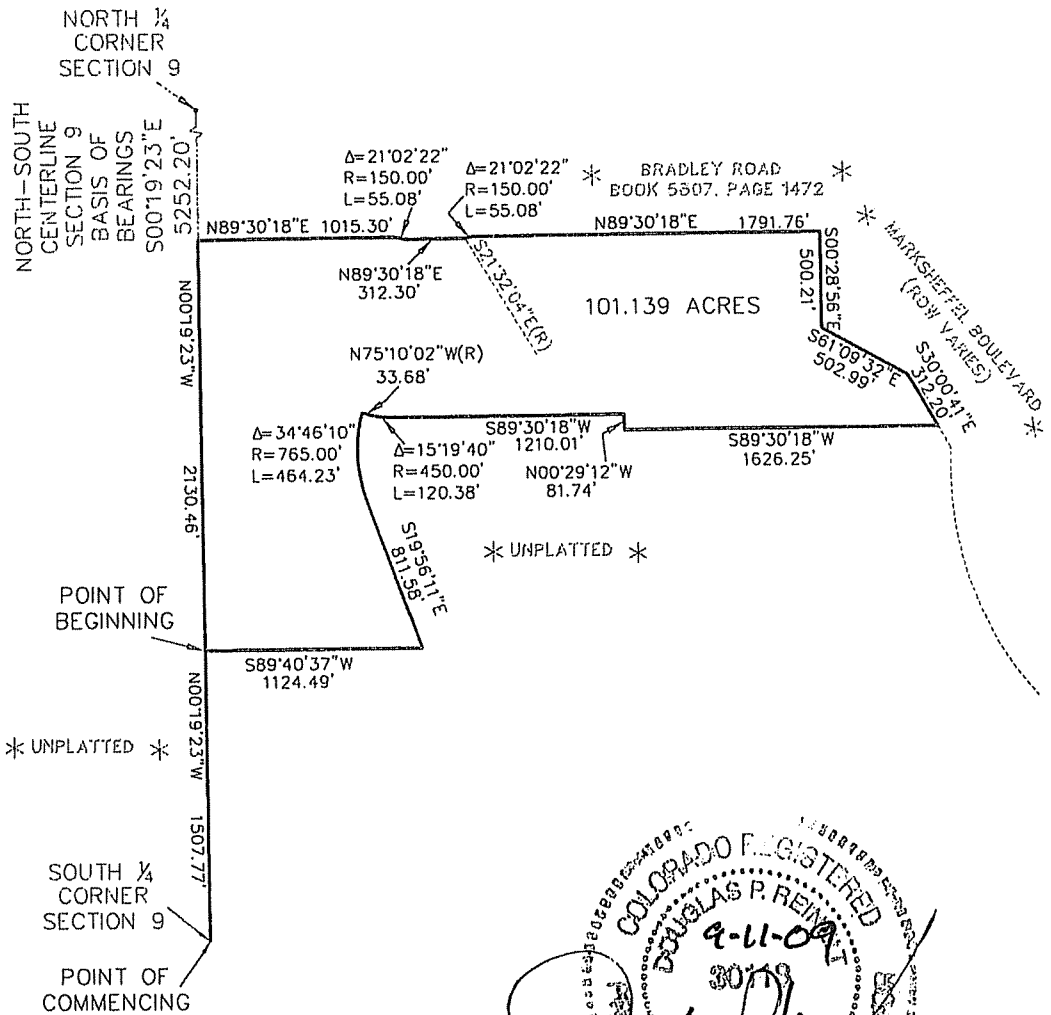 NORTH ¼
CORNER
SECTION 9
NORTH-SOUTH
CENTERLINE
SECTION 9
BASIS OF
BEARINGS
S00°19'23"E
5252.20'
Δ=21°02'22"
R=150.00'
L=55.08'
Δ=21°02'22"
R=150.00'
L=55.08'
* BRADLEY ROAD *
BOOK 5307, PAGE 1472
N89°30'18"E 1015.30'
N89°30'18"E
312.30'
N89°30'18"E 1791.76'
S21°32'04"E(R)
* MARKSHEFFEL BOULEVARD *
(ROW VARIES)
S00°28'56"E
500.21'
101.139 ACRES
S61°09'32"E
502.99'
S30°00'41"E
312.20'
N00°19'23"W 2130.46'
N75°10'02"W(R)
33.68'
Δ=34°46'10"
R=765.00'
L=464.23'
Δ=15°19'40"
R=450.00'
L=120.38'
S89°30'18"W
1210.01'
N00°29'12"W
81.74'
S89°30'18"W
1626.25'
S19°56'11"E
811.58'
* UNPLATTED *
POINT OF
BEGINNING
S89°40'37"W
1124.49'
N00°19'23"W 1507.77'
* UNPLATTED *
SOUTH ¼
CORNER
SECTION 9
POINT OF
COMMENCING
COLORADO REGISTERED
DOUGLAS P.
9-11-09